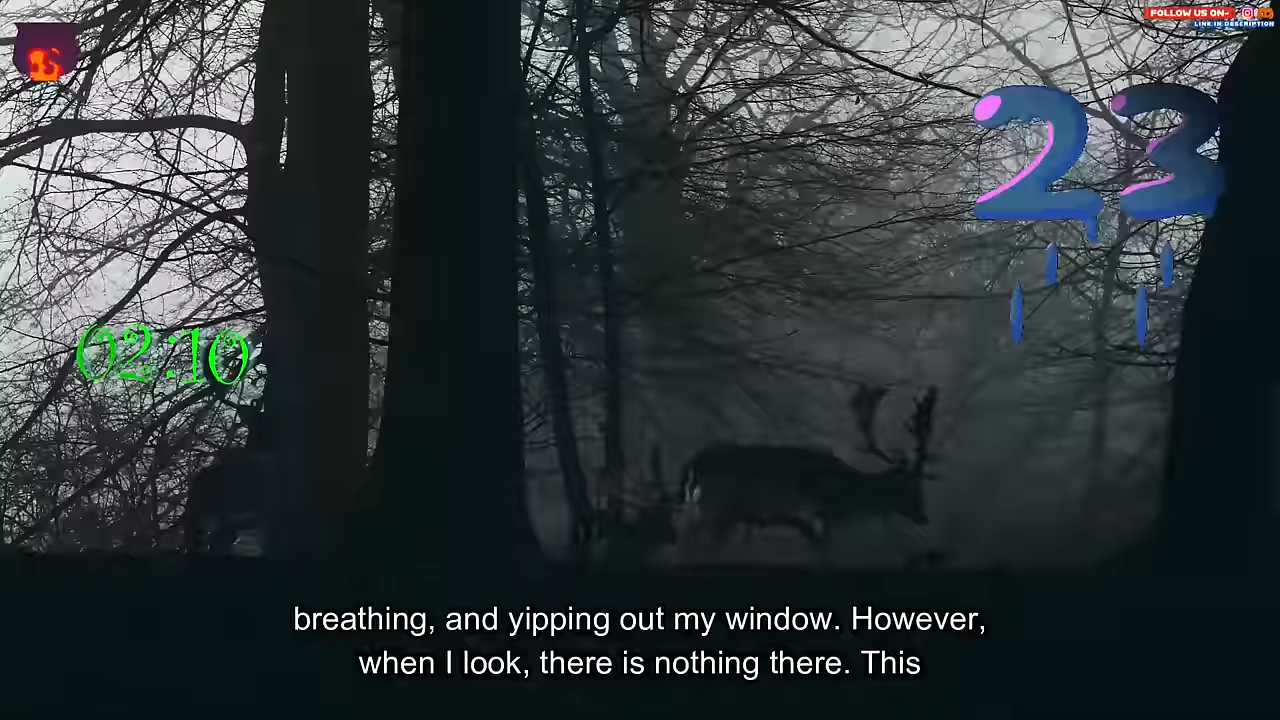 FOLLOW US ON-
LINK IN DESCRIPTION
23
02:10
breathing, and yipping out my window. However,
when I look, there is nothing there. This